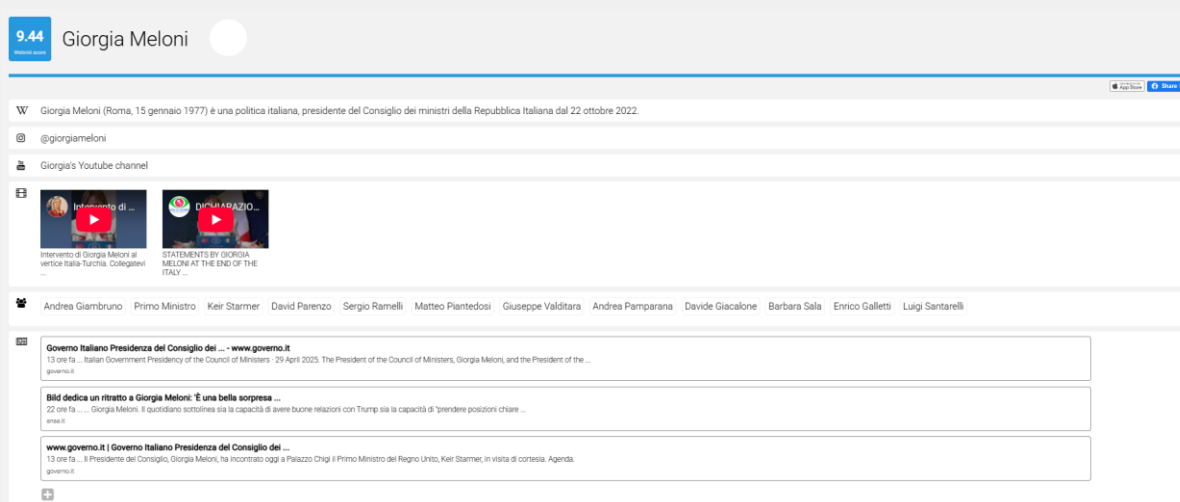 9.44
Giorgia Meloni
App Store
Share
W Giorgia Meloni (Roma, 15 gennaio 1977) è una politica italiana, presidente del Consiglio dei ministri della Repubblica Italiana dal 22 ottobre 2022.
@giorgiameloni
Giorgia's Youtube channel
Intervento di ...
DICHIARAZIO...
Intervento di Giorgia Meloni al
vertice Italia-Turchia. Collegatevi
...
STATEMENTS BY GIORGIA
MELONI AT THE END OF THE
ITALY ...
Andrea Giambruno Primo Ministro Keir Starmer David Parenzo Sergio Ramelli Matteo Piantedosi Giuseppe Valditara Andrea Pamparana Davide Giacalone Barbara Sala Enrico Galletti Luigi Santarelli
Governo Italiano Presidenza del Consiglio dei ... - www.governo.it
13 ore fa ... Italian Government Presidency of the Council of Ministers · 29 April 2025. The President of the Council of Ministers, Giorgia Meloni, and the President of the ...
governo.it
Bild dedica un ritratto a Giorgia Meloni: 'È una bella sorpresa ...
22 ore fa ... ... Giorgia Meloni. Il quotidiano sottolinea sia la capacità di avere buone relazioni con Trump sia la capacità di "prendere posizioni chiare ...
www.governo.it | Governo Italiano Presidenza del Consiglio dei ...
13 ore fa ... Il Presidente del Consiglio, Giorgia Meloni, ha incontrato oggi a Palazzo Chigi il Primo Ministro del Regno Unito, Keir Starmer, in visita di cortesia. Agenda.
governo.it